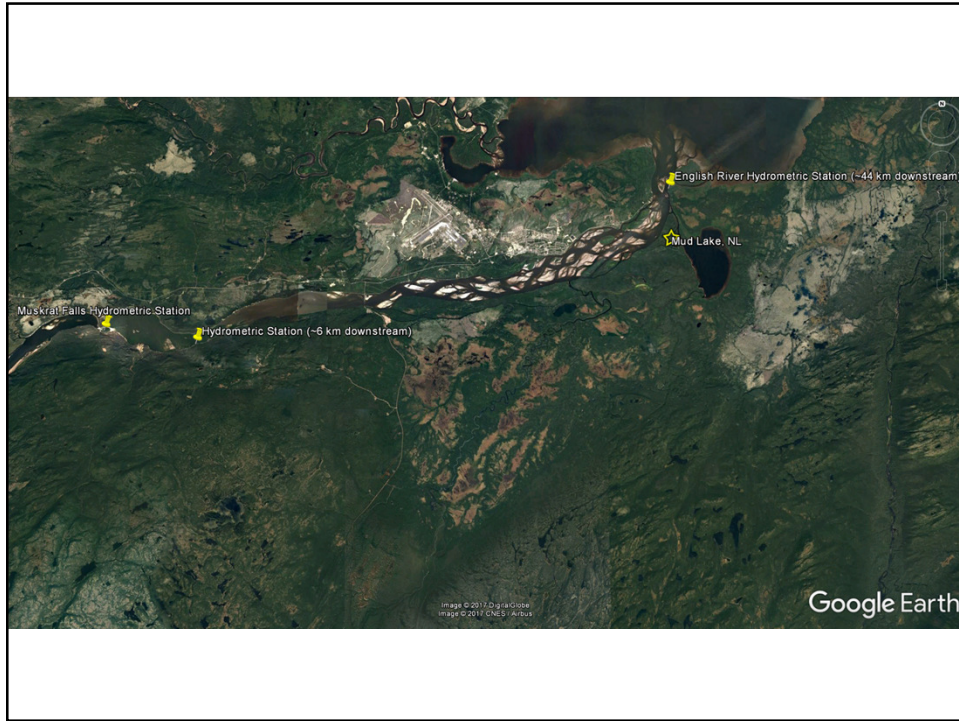 N
English River Hydrometric Station (~44 km downstream)
Mud Lake, NL
Muskrat Falls Hydrometric Station
Hydrometric Station (~6 km downstream)
Image © 2017 DigitalGlobe
Image © 2017 CNES / Airbus
Google Earth